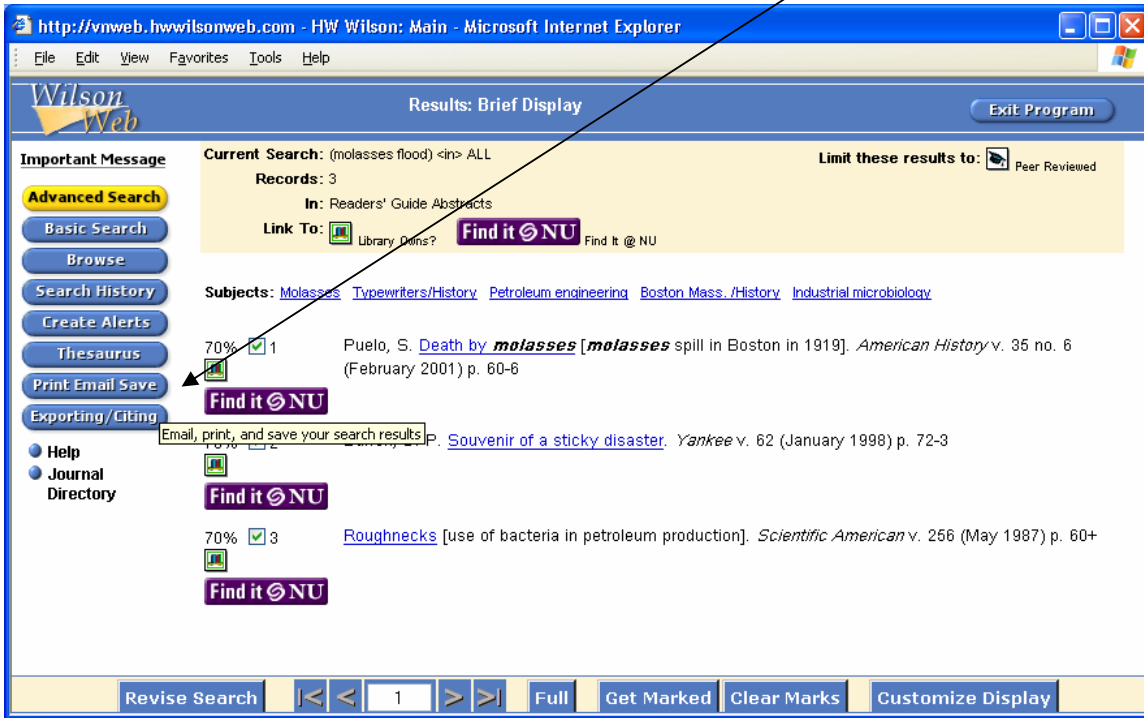 http://vnweb.hwwilsonweb.com - HW Wilson: Main - Microsoft Internet Explorer
File Edit View Favorites Tools Help
Wilson Web
Results: Brief Display
Exit Program
Important Message
Advanced Search
Basic Search
Browse
Search History
Create Alerts
Thesaurus
Print Email Save
Exporting/Citing
Help
Journal
Directory
Current Search: (molasses flood) <in> ALL
Records: 3
In: Readers' Guide Abstracts
Link To: Library Owns? Find it @ NU Find It @ NU
Limit these results to: Peer Reviewed
Subjects: Molasses Typewriters/History Petroleum engineering Boston Mass. /History Industrial microbiology
70% 1 Puelo, S. Death by molasses [molasses spill in Boston in 1919]. American History v. 35 no. 6
(February 2001) p. 60-6
Find it @ NU
Email, print, and save your search results
P. Souvenir of a sticky disaster. Yankee v. 62 (January 1998) p. 72-3
Find it @ NU
70% 3 Roughnecks [use of bacteria in petroleum production]. Scientific American v. 256 (May 1987) p. 60+
Find it @ NU
Revise Search |< < 1 > >| Full Get Marked Clear Marks Customize Display